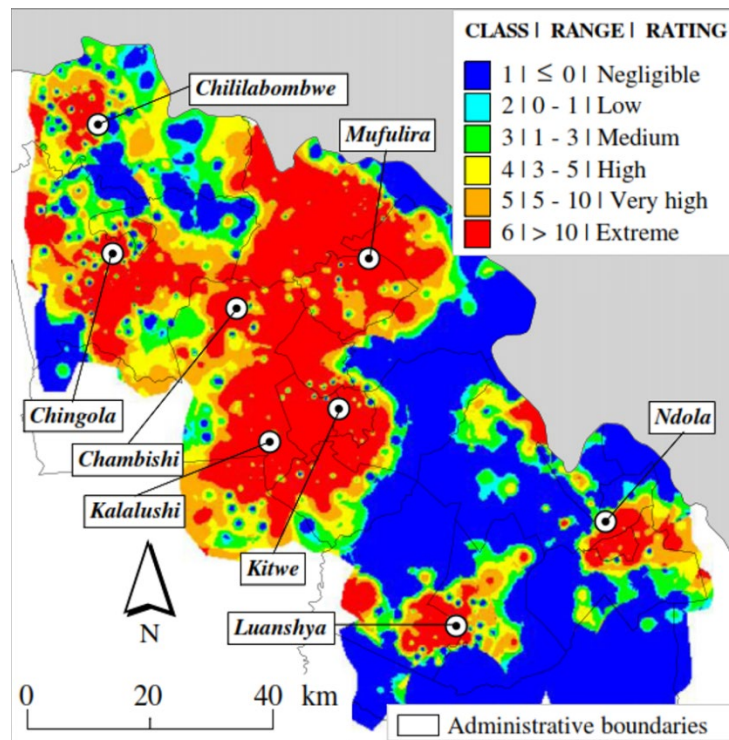 CLASS | RANGE | RATING
1 | ≤ 0 | Negligible
2 | 0 - 1 | Low
3 | 1 - 3 | Medium
4 | 3 - 5 | High
5 | 5 - 10 | Very high
6 | > 10 | Extreme
Chililabombwe
Mufulira
Chingola
Chambishi
Kalalushi
Kitwe
Ndola
Luanshya
N
0 20 40 km
Administrative boundaries